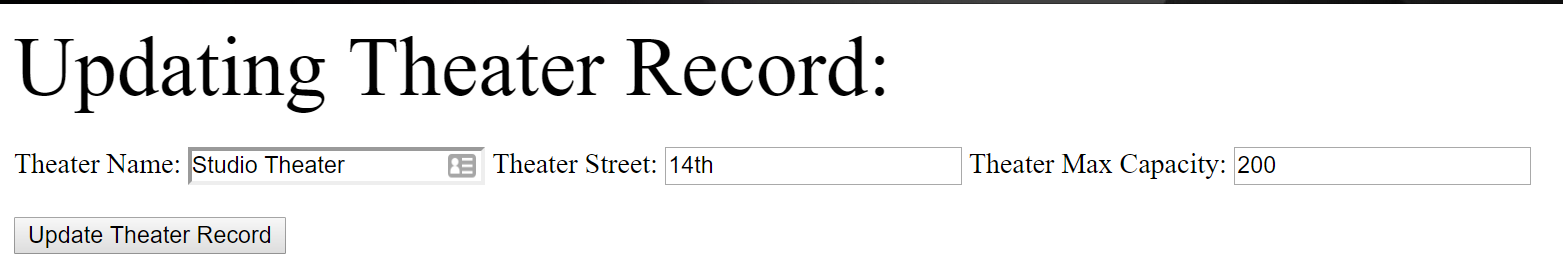 Updating Theater Record:
Theater Name: Studio Theater Theater Street: 14th Theater Max Capacity: 200
Update Theater Record